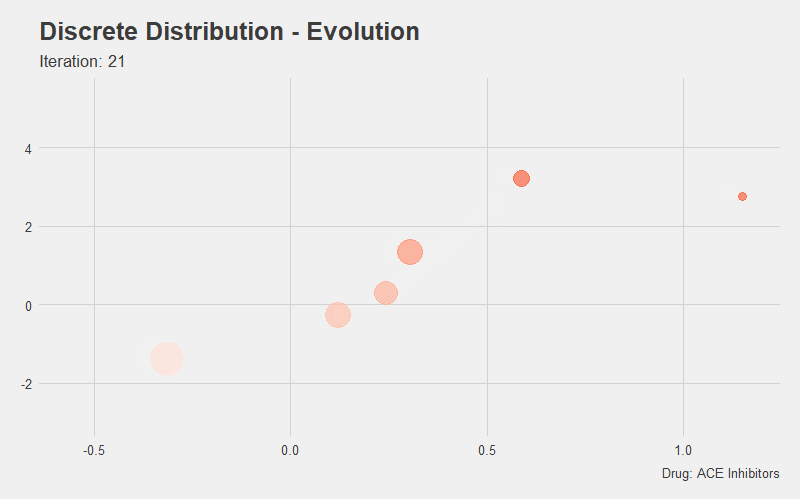 Discrete Distribution - Evolution
Iteration: 21
4
2
0
-2
-0.5 0.0 0.5 1.0
Drug: ACE Inhibitors